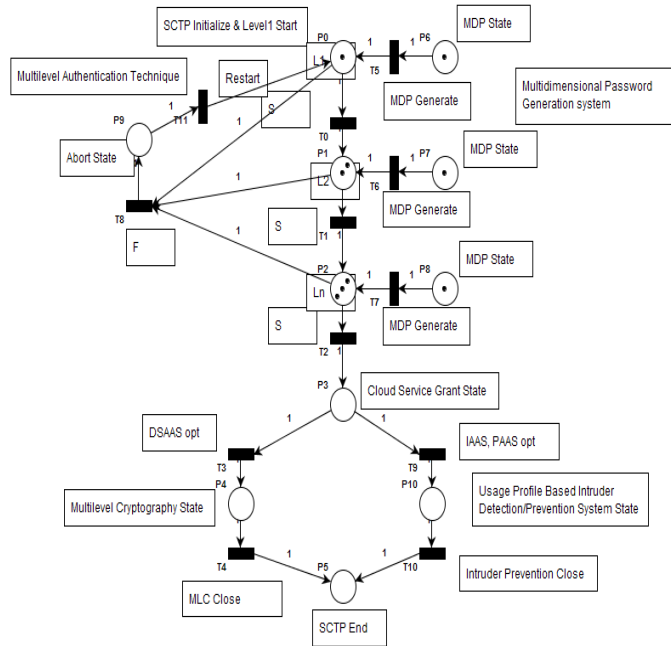 SCTP Initialize & Level1 Start
P0
1
1
P6
MDP State
L1
T5
Multilevel Authentication Technique
Restart
MDP Generate
Multidimensional Password
Generation system
1
T11
S
P9
1
T0
Abort State
P1
1
1
P7
MDP State
1
L2
T6
T8
MDP Generate
F
S
T1
1
1
P2
1
1
P8
MDP State
Ln
T7
S
MDP Generate
T2
1
P3
Cloud Service Grant State
DSAAS opt
1
1
IAAS, PAAS opt
T3
T9
P4
P10
Multilevel Cryptography State
Usage Profile Based Intruder
Detection/Prevention System State
1
1
T4
P5
T10
MLC Close
Intruder Prevention Close
SCTP End